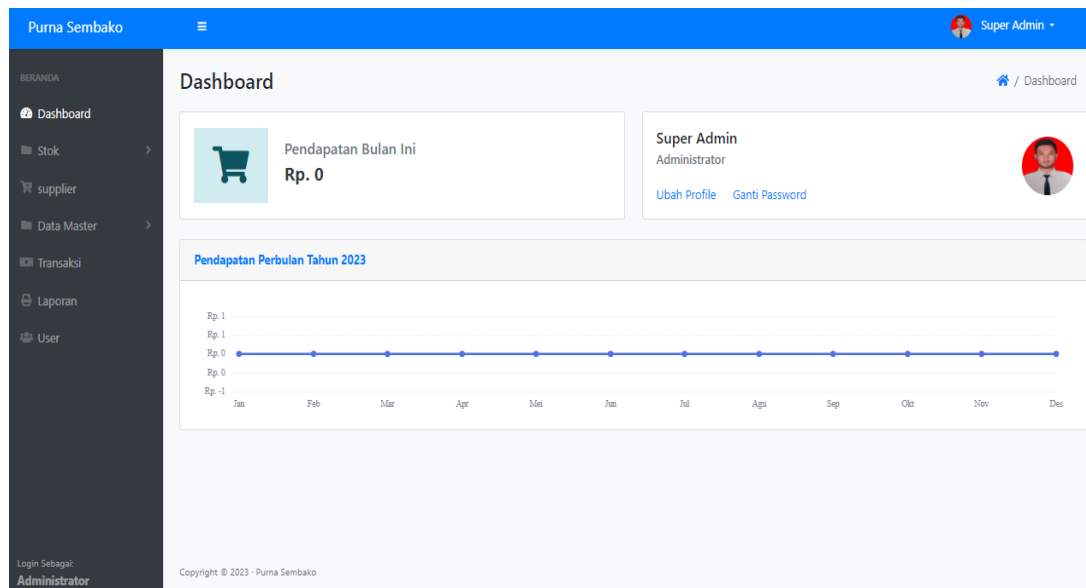 Purna Sembako
Super Admin
BERANDA
Dashboard
Stok
supplier
Data Master
Transaksi
Laporan
User
Login Sebagai:
Administrator
Dashboard
/ Dashboard
Pendapatan Bulan Ini
Rp. 0
Super Admin
Administrator
Ubah Profile Ganti Password
Pendapatan Perbulan Tahun 2023
Rp. 1
Rp. 1
Rp. 0
Rp. 0
Rp. -1
Jan Feb Mar Apr Mei Jun Jul Agu Sep Okt Nov Des
Copyright © 2023 · Purna Sembako